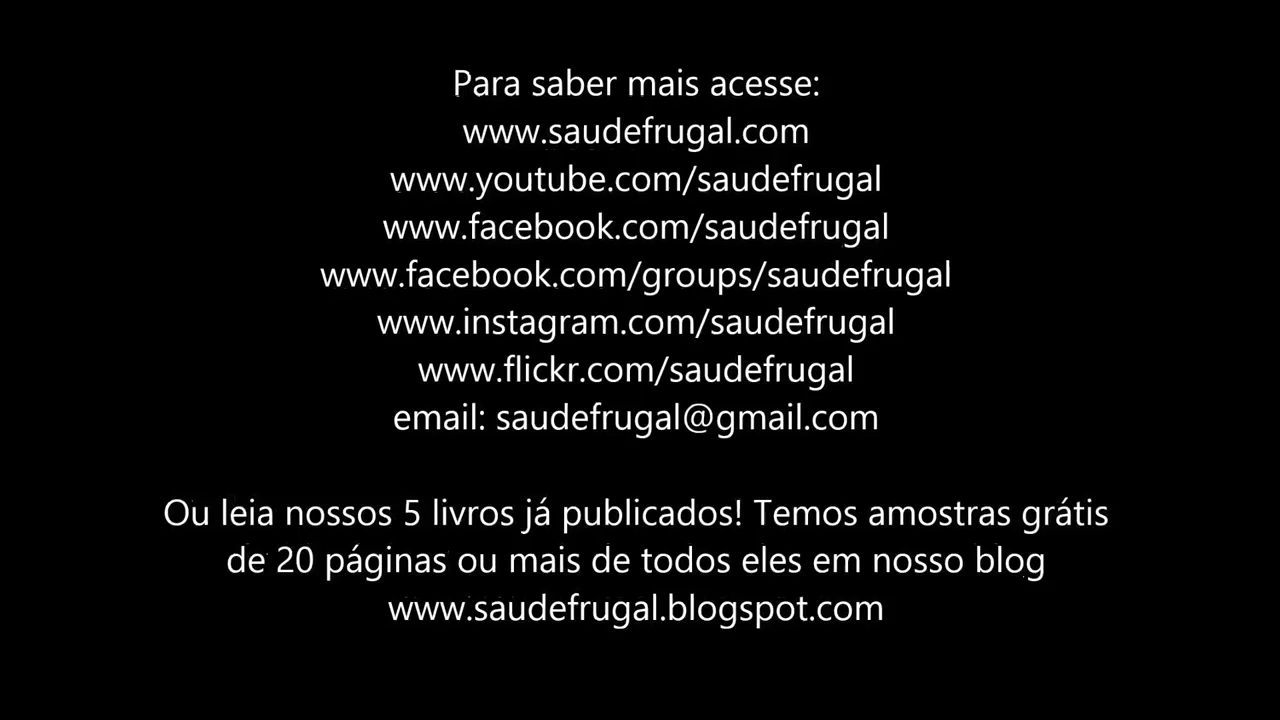 Para saber mais acesse:
www.saudefrugal.com
www.youtube.com/saudefrugal
www.facebook.com/saudefrugal
www.facebook.com/groups/saudefrugal
www.instagram.com/saudefrugal
www.flickr.com/saudefrugal
email: saudefrugal@gmail.com
Ou leia nossos 5 livros já publicados! Temos amostras grátis
de 20 páginas ou mais de todos eles em nosso blog
www.saudefrugal.blogspot.com